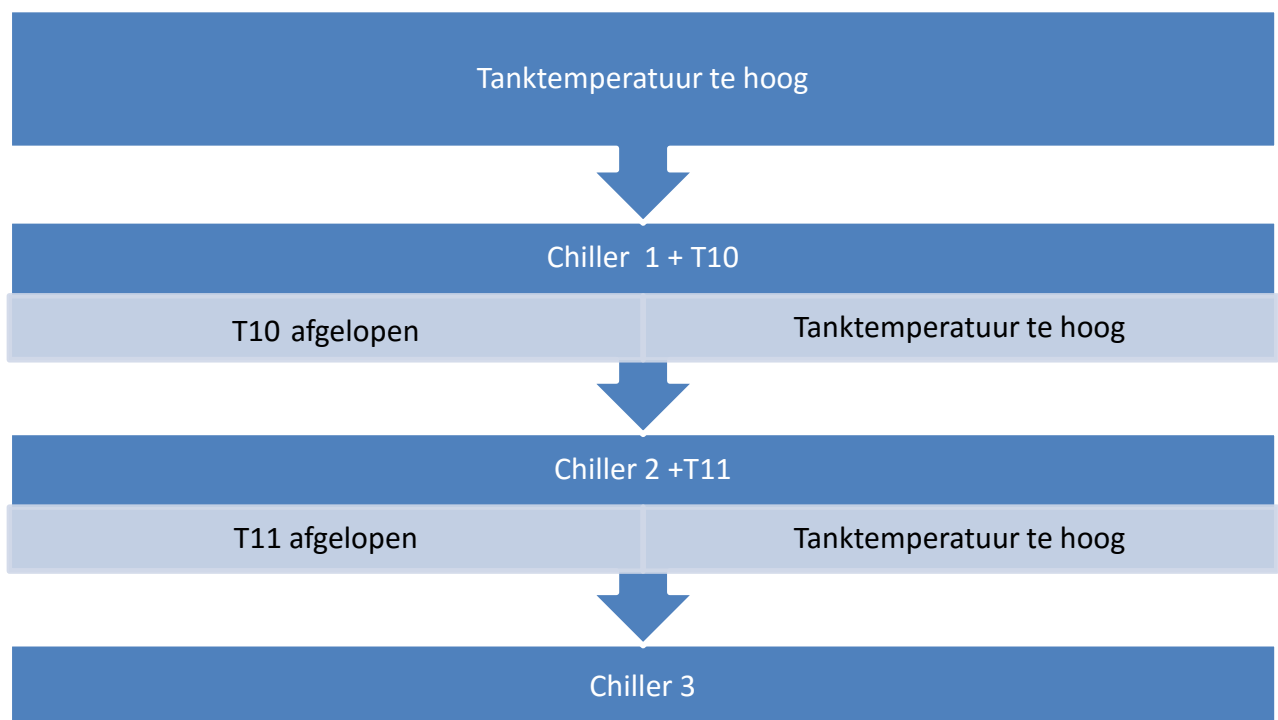 Tanktemperatuur te hoog
Chiller 1 + T10
T10 afgelopen
Tanktemperatuur te hoog
Chiller 2 +T11
T11 afgelopen
Tanktemperatuur te hoog
Chiller 3